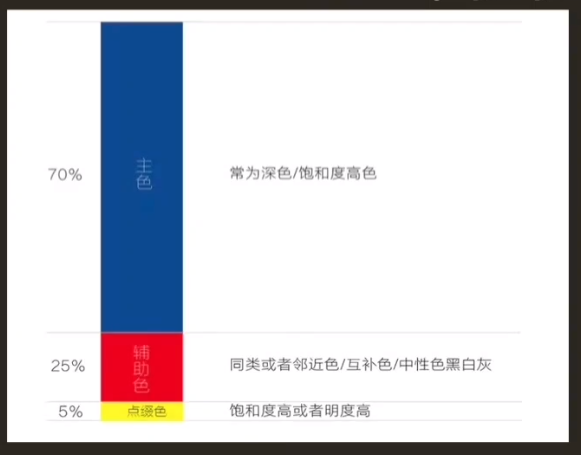 70%
主色
常为深色/饱和度高色
25%
辅助色
同类或者邻近色/互补色/中性色黑白灰
5%
点缀色
饱和度高或者明度高